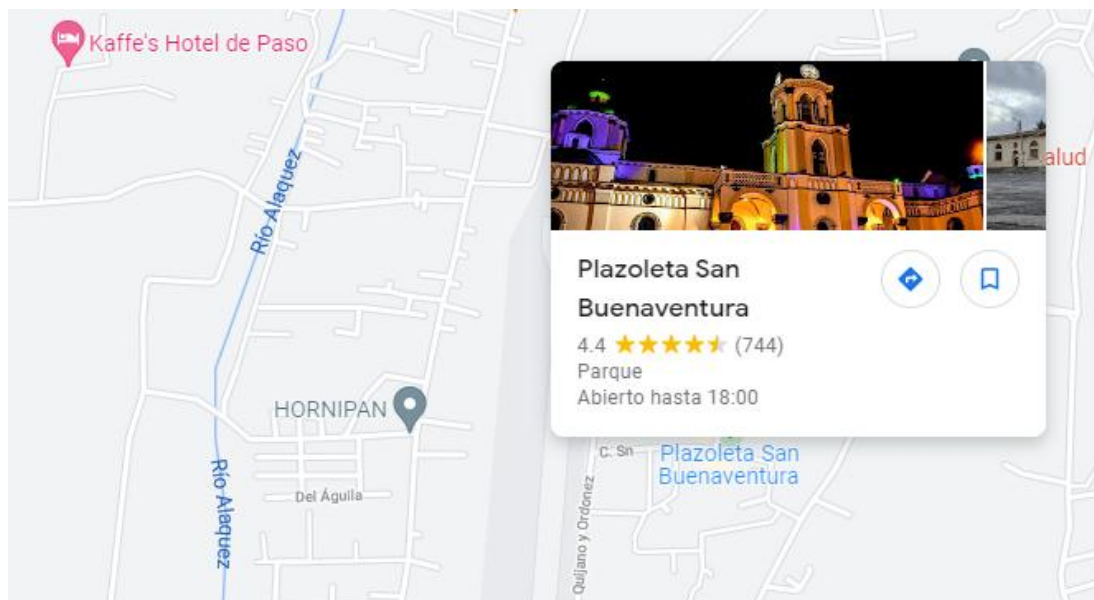 Kaffe's Hotel de Paso
Río Alaquez
alud
Plazoleta San
Buenaventura
4.4
(744)
Parque
Abierto hasta 18:00
HORNIPAN
C. Sn
Plazoleta San
Buenaventura
Río Alaquez
Del Águila
Quijano y Ordonez